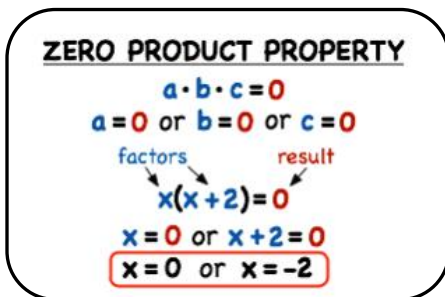 ZERO PRODUCT PROPERTY
a·b·c=0
a=0 or b=0 or c=0
factors result
x(x+2)=0
x=0 or x+2=0
x=0 or x=-2